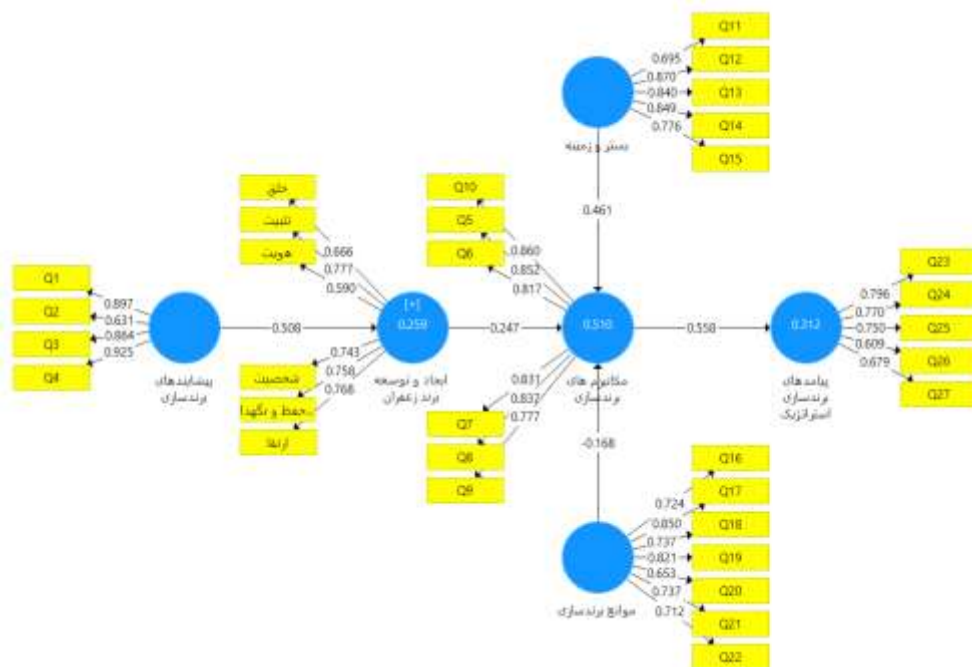 Q11
0.695
Q12
0.870
Q13
0.840
Q14
0.849
Q15
0.776
بستر و زمینه
0.461
خلق
تثبیت
هویت
0.666
0.777
0.590
Q10
Q5
Q6
0.860
0.852
0.817
Q1
Q2
Q3
Q4
0.897
0.631
0.864
0.925
پیشایندهای
برندسازی
0.508
[+]
0.259
ابعاد و توسعه
برند زعفران
0.743
0.758
0.768
شخصیت
حفظ و نگهدا...
ارتقا
0.247
0.510
مکانیزم های
برندسازی
0.831
0.837
0.777
Q7
Q8
Q9
0.558
0.312
پیامدهای
برندسازی
استراتژیک
0.796
0.770
0.750
0.609
0.679
Q23
Q24
Q25
Q26
Q27
-0.168
موانع برندسازی
0.724
0.850
0.737
0.821
0.653
0.737
0.712
Q16
Q17
Q18
Q19
Q20
Q21
Q22